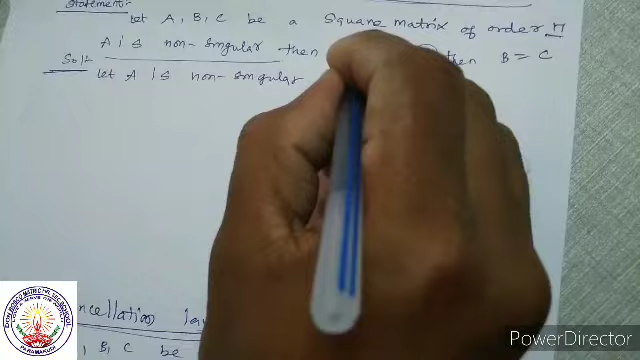 Statement:-
Let A, B, C be a Square matrix of order n
A is non-singular then then B = C
Soln:
let A is non-singular
ncellation law
, B, C be
PowerDirector